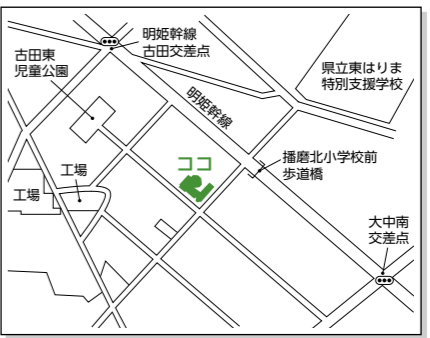 明姫幹線
古田交差点
古田東
児童公園
県立東はりま
特別支援学校
明姫幹線
播磨北小学校前
歩道橋
ココ
工場
工場
大中南
交差点